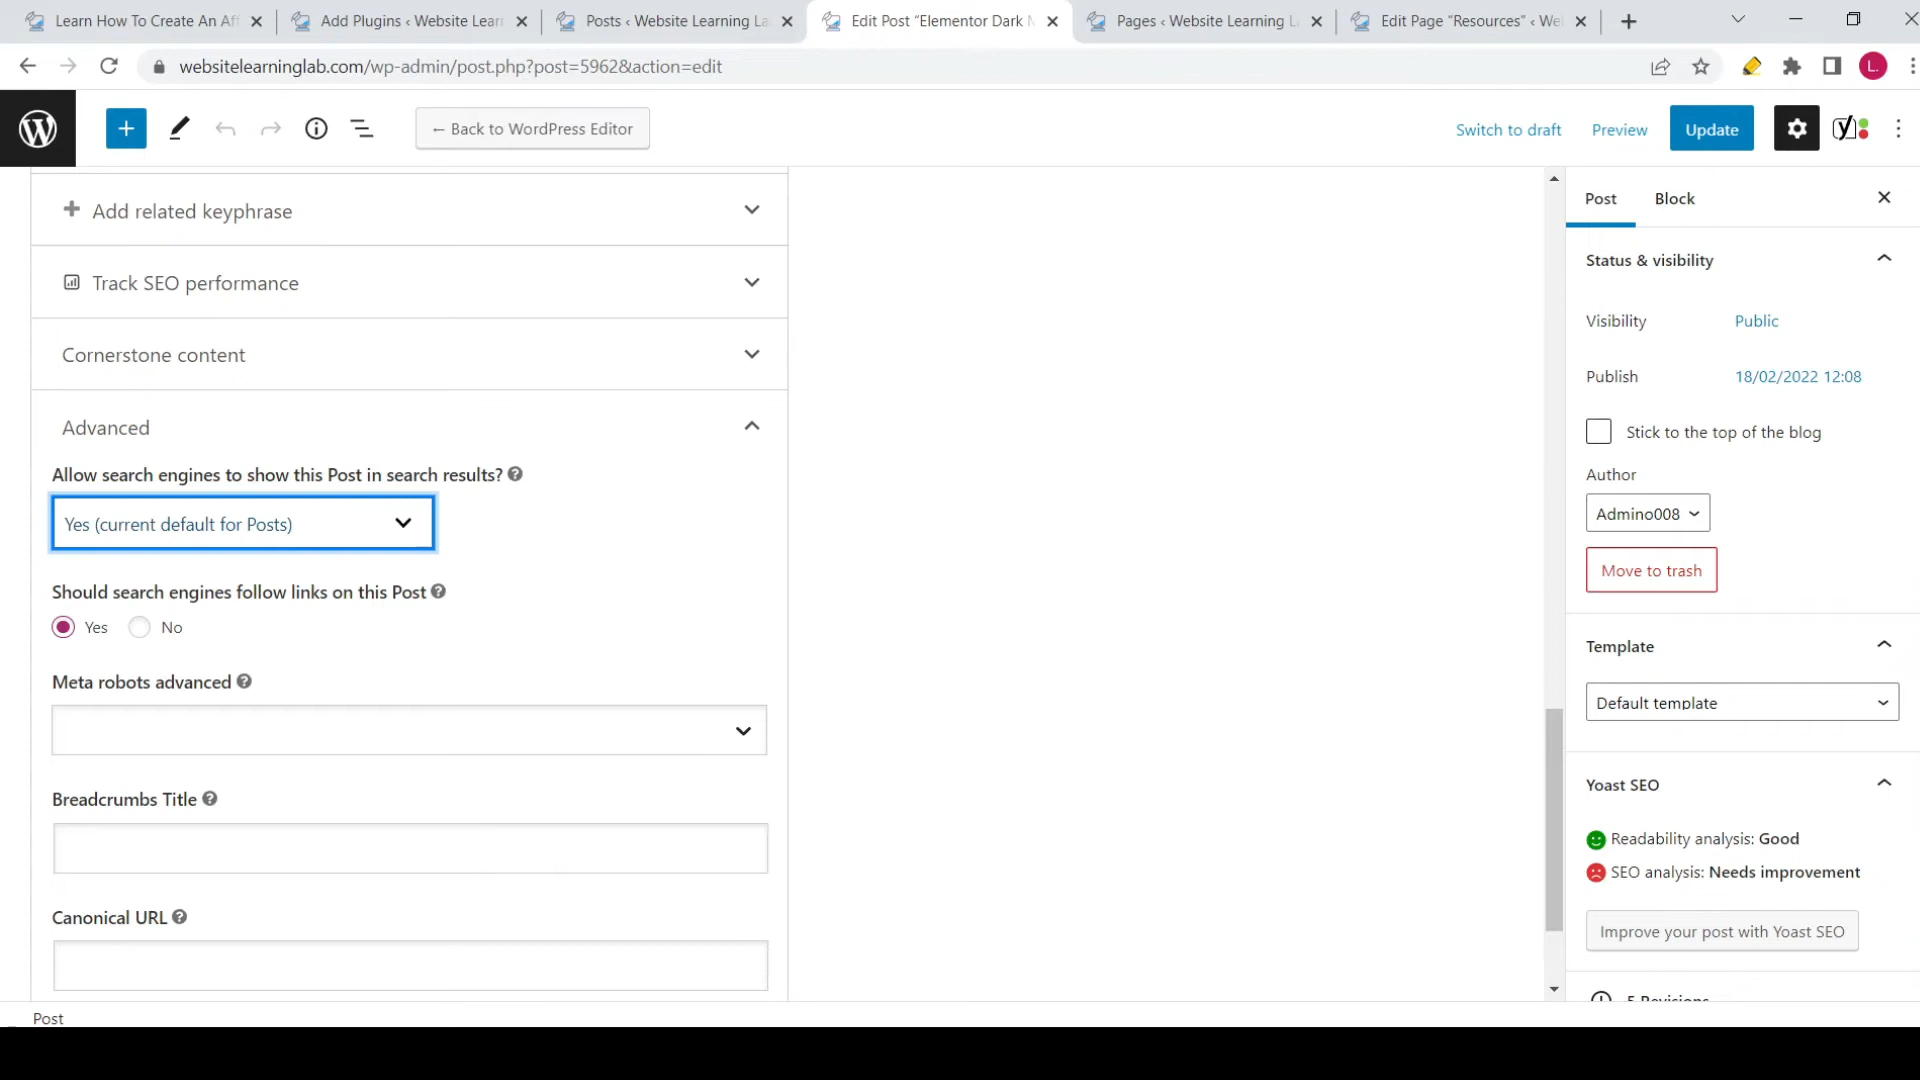 Learn How To Create An Aff
Add Plugins ‹ Website Learn
Posts ‹ Website Learning La
Edit Post “Elementor Dark M
Pages ‹ Website Learning L
Edit Page “Resources” ‹ We
websitelearninglab.com/wp-admin/post.php?post=5962&action=edit
L.
← Back to WordPress Editor
Switch to draft
Preview
Update
Add related keyphrase
Track SEO performance
Cornerstone content
Advanced
Allow search engines to show this Post in search results?
Yes (current default for Posts)
Should search engines follow links on this Post
Yes
No
Meta robots advanced
Breadcrumbs Title
Canonical URL
Post
Post
Block
Status & visibility
Visibility
Public
Publish
18/02/2022 12:08
Stick to the top of the blog
Author
Admino008
Move to trash
Template
Default template
Yoast SEO
Readability analysis: Good
SEO analysis: Needs improvement
Improve your post with Yoast SEO
5 Revisions